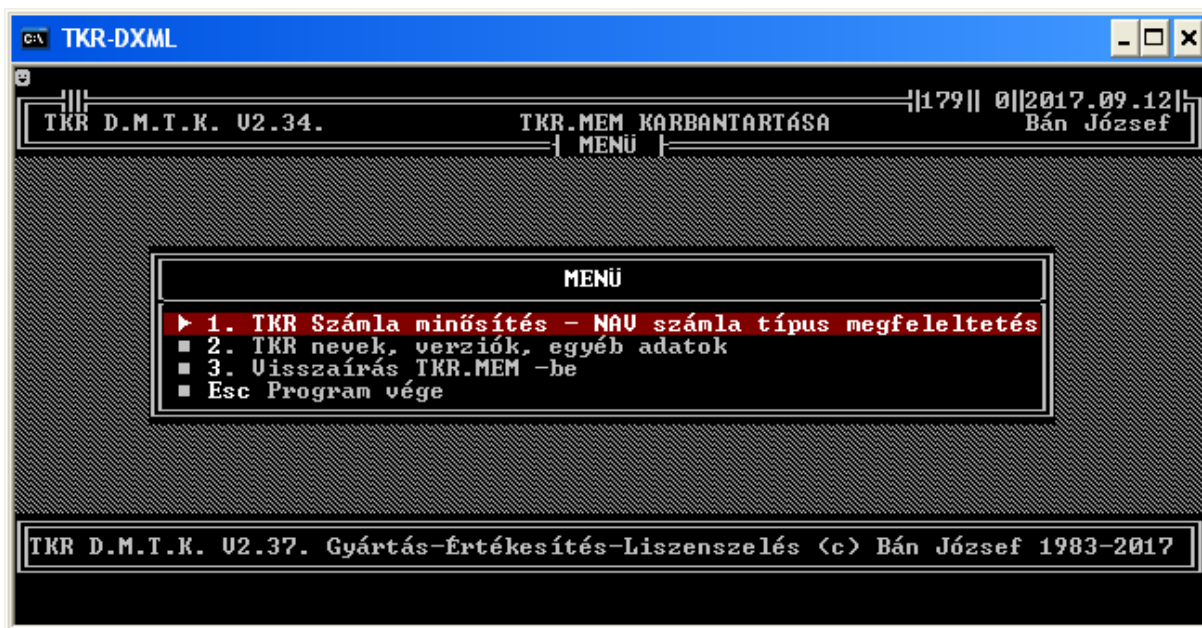 TKR-DXML
179 0 2017.09.12
TKR D.M.T.K. V2.34. TKR.MEM KARBANTARTÁSA Bán József
MENÜ
MENÜ
1. TKR Számla minősítés - NAV számla típus megfeleltetés
2. TKR nevek, verziók, egyéb adatok
3. Visszaírás TKR.MEM -be
Esc Program vége
TKR D.M.T.K. V2.37. Gyártás-Értékesítés-Liszenszelés (c) Bán József 1983-2017